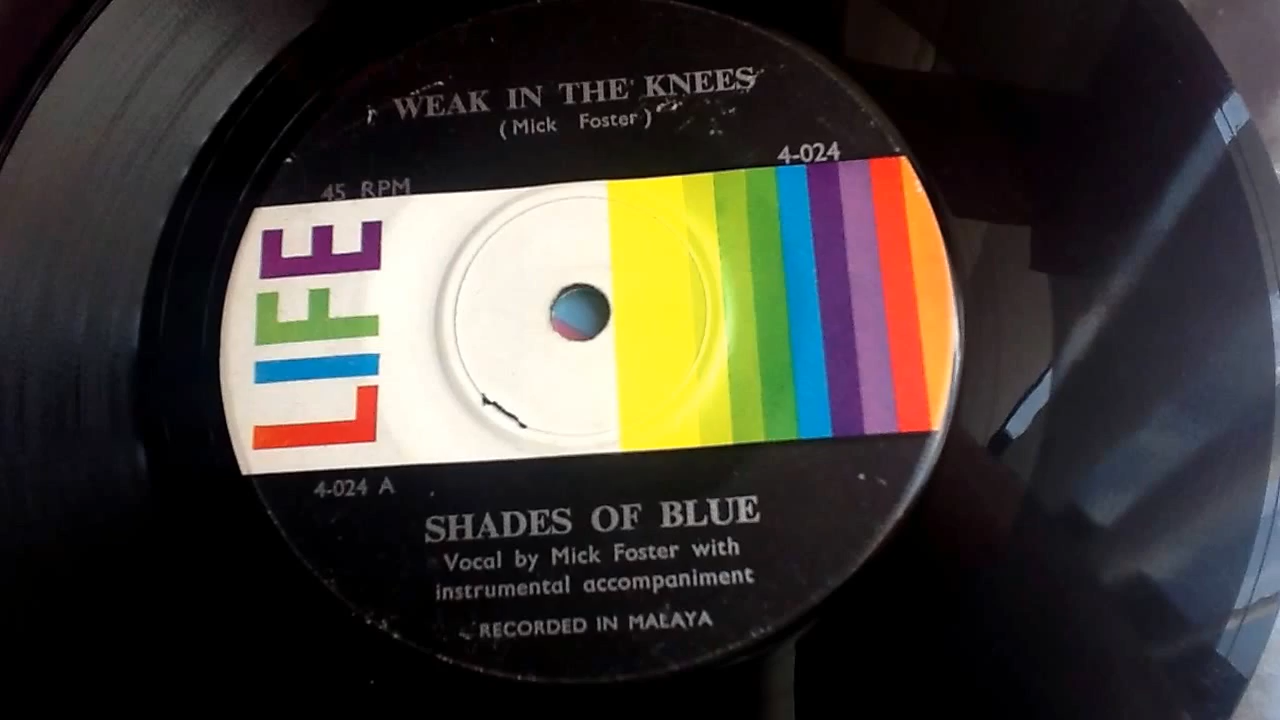 WEAK IN THE KNEES
(Mick Foster)
4-024
45 RPM
LIFE
4-024 A
SHADES OF BLUE
Vocal by Mick Foster with
instrumental accompaniment
RECORDED IN MALAYA